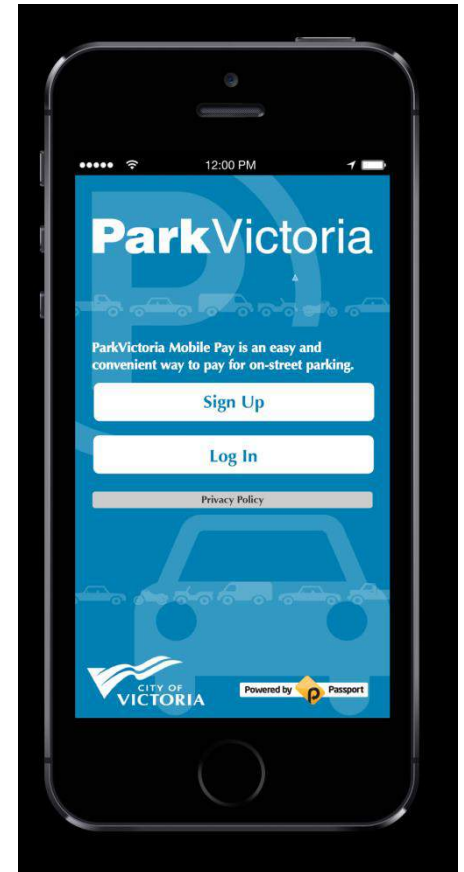 12:00 PM
ParkVictoria
ParkVictoria Mobile Pay is an easy and
convenient way to pay for on-street parking.
Sign Up
Log In
Privacy Policy
CITY OF
VICTORIA
Powered by P Passport